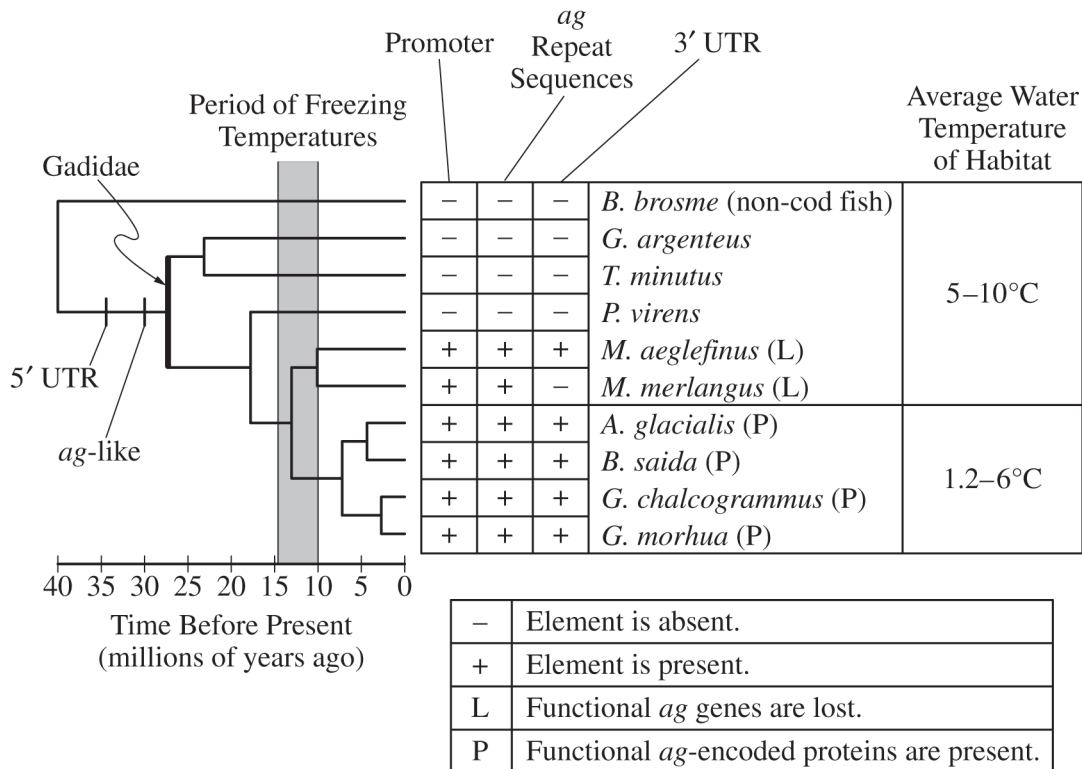 ag
Promoter Repeat 3′ UTR
Sequences
Average Water
Temperature
of Habitat
Period of Freezing
Temperatures
Gadidae
– – – B. brosme (non-cod fish)
– – – G. argenteus
– – – T. minutus
– – – P. virens
5–10°C
+ + + M. aeglefinus (L)
+ + – M. merlangus (L)
+ + + A. glacialis (P)
+ + + B. saida (P)
1.2–6°C
+ + + G. chalcogrammus (P)
+ + + G. morhua (P)
5′ UTR
ag-like
40 35 30 25 20 15 10 5 0
Time Before Present
(millions of years ago)
– Element is absent.
+ Element is present.
L Functional ag genes are lost.
P Functional ag-encoded proteins are present.